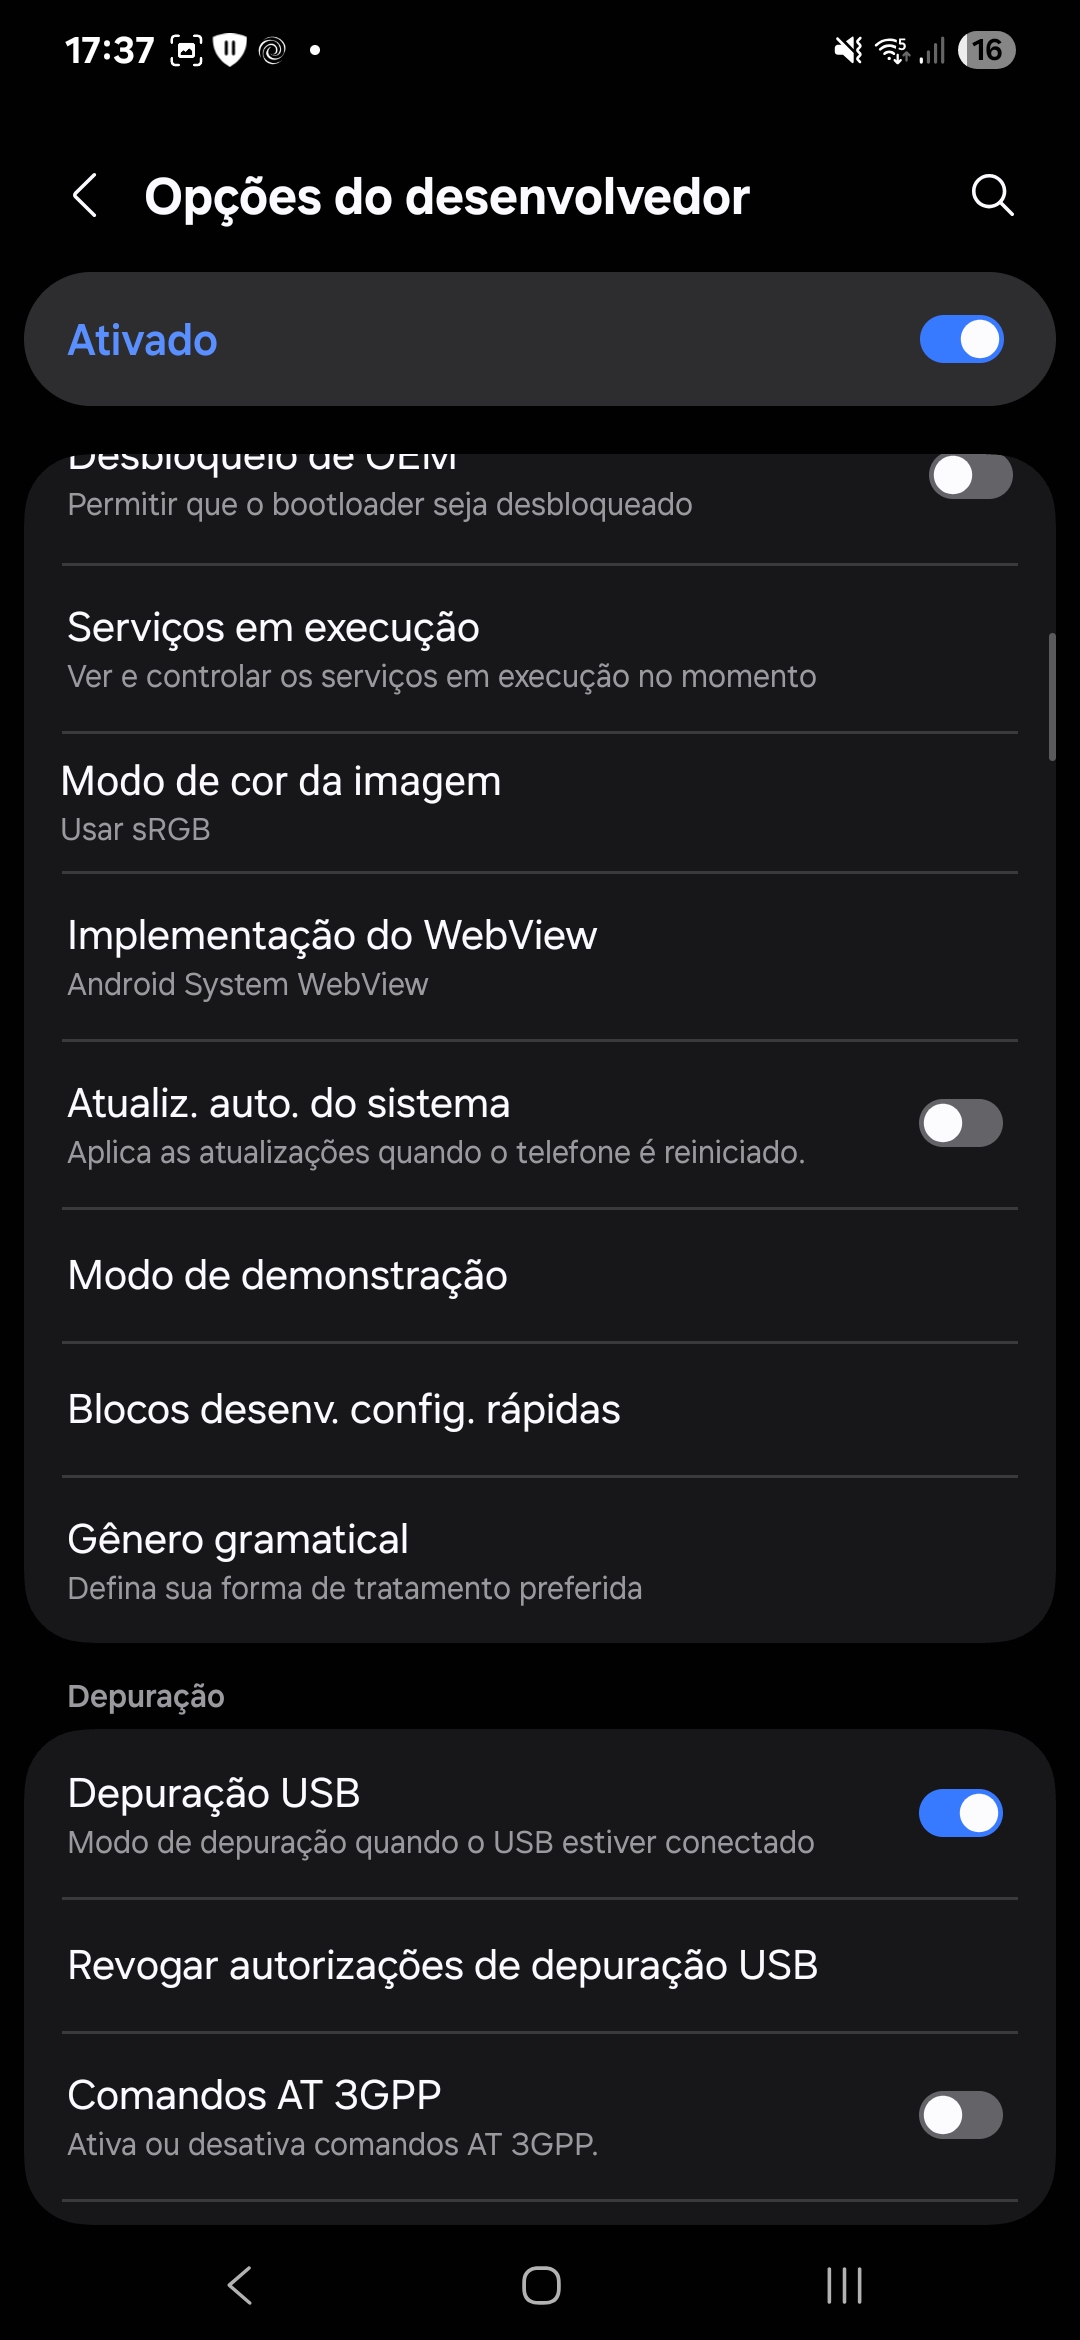 17:37
16
Opções do desenvolvedor
Ativado
Desbloqueio de OEM
Permitir que o bootloader seja desbloqueado
Serviços em execução
Ver e controlar os serviços em execução no momento
Modo de cor da imagem
Usar sRGB
Implementação do WebView
Android System WebView
Atualiz. auto. do sistema
Aplica as atualizações quando o telefone é reiniciado.
Modo de demonstração
Blocos desenv. config. rápidas
Gênero gramatical
Defina sua forma de tratamento preferida
Depuração
Depuração USB
Modo de depuração quando o USB estiver conectado
Revogar autorizações de depuração USB
Comandos AT 3GPP
Ativa ou desativa comandos AT 3GPP.